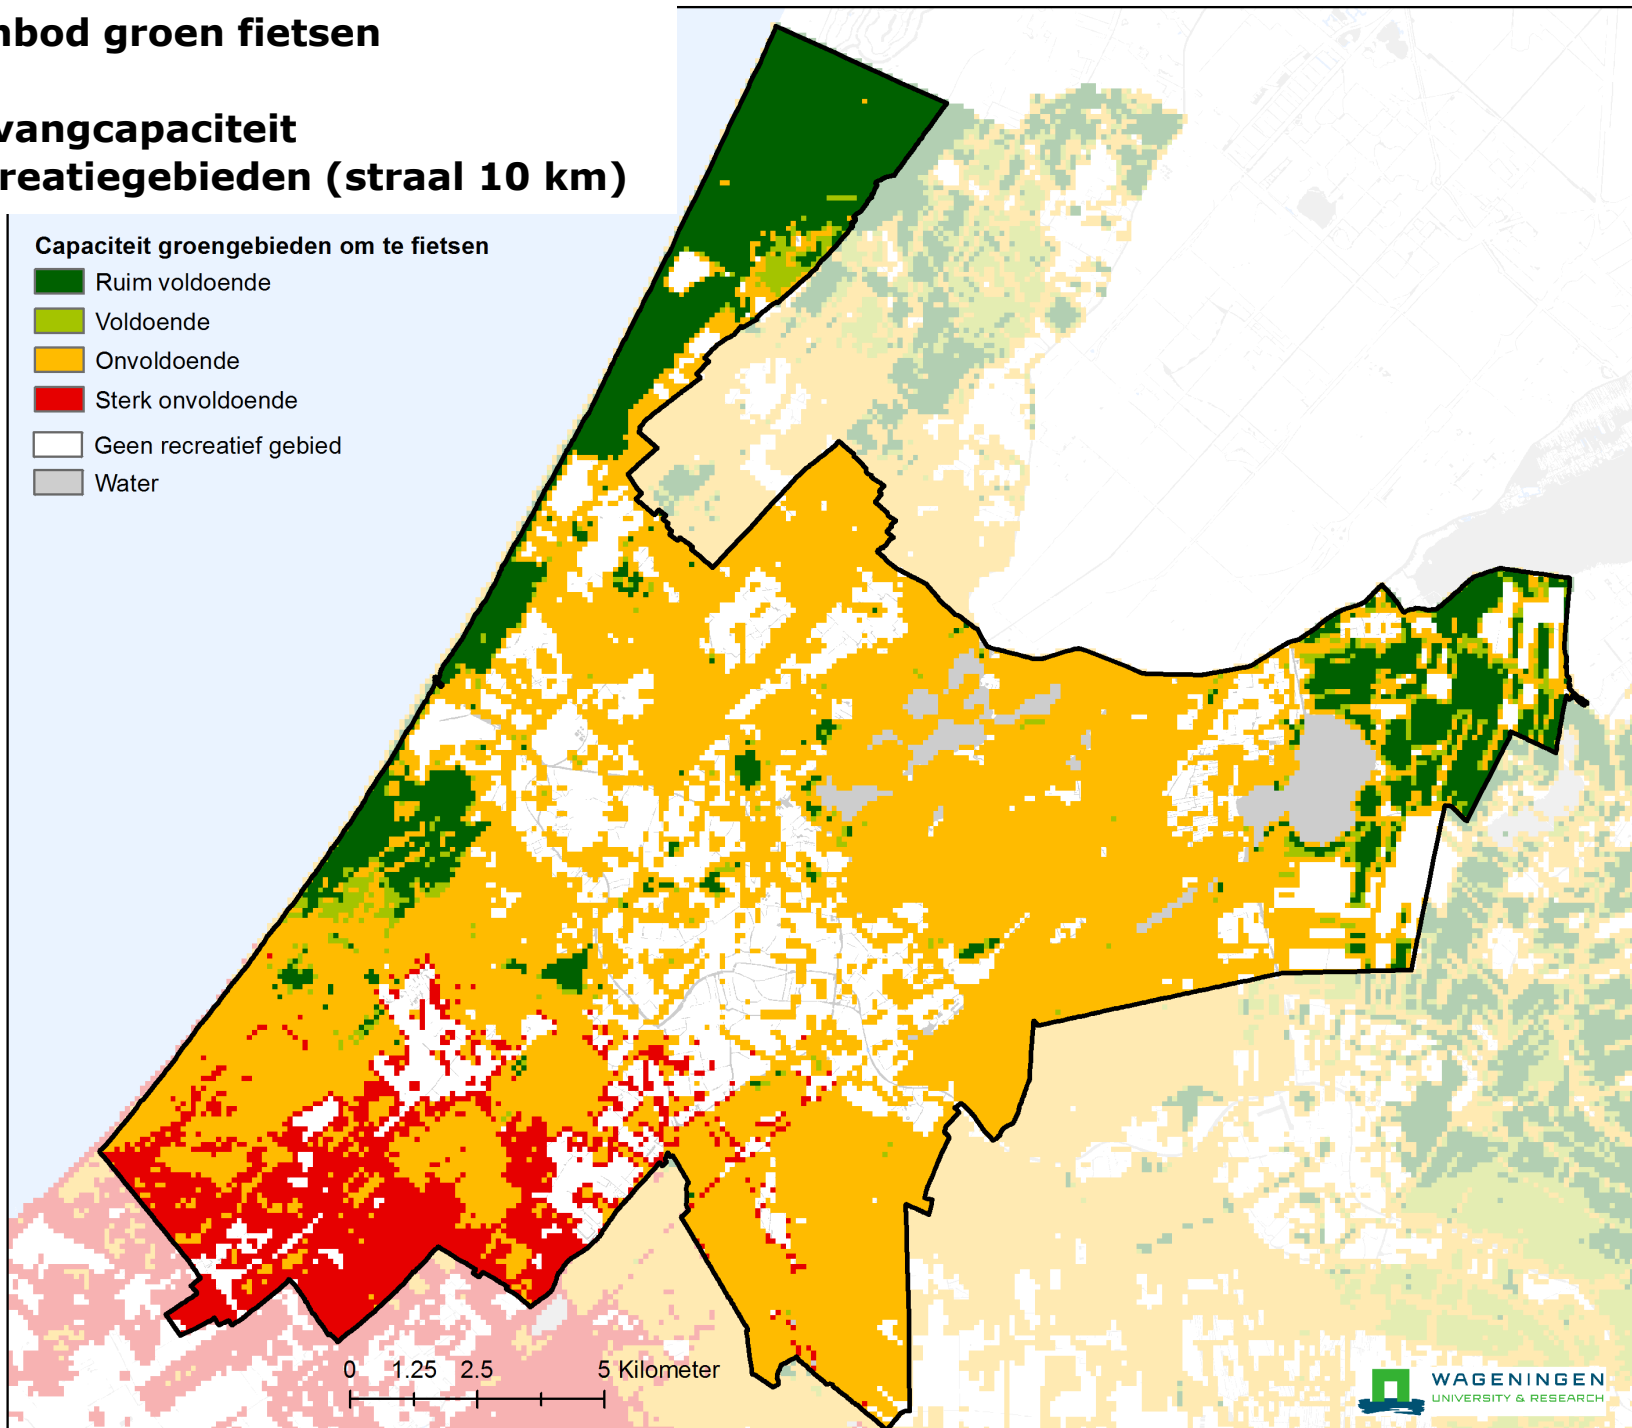 nbod groen fietsen
vangcapaciteit
reatiegebieden (straal 10 km)
Capaciteit groengebieden om te fietsen
Ruim voldoende
Voldoende
Onvoldoende
Sterk onvoldoende
Geen recreatief gebied
Water
0 1.25 2.5 5 Kilometer
WAGENINGEN
UNIVERSITY & RESEARCH